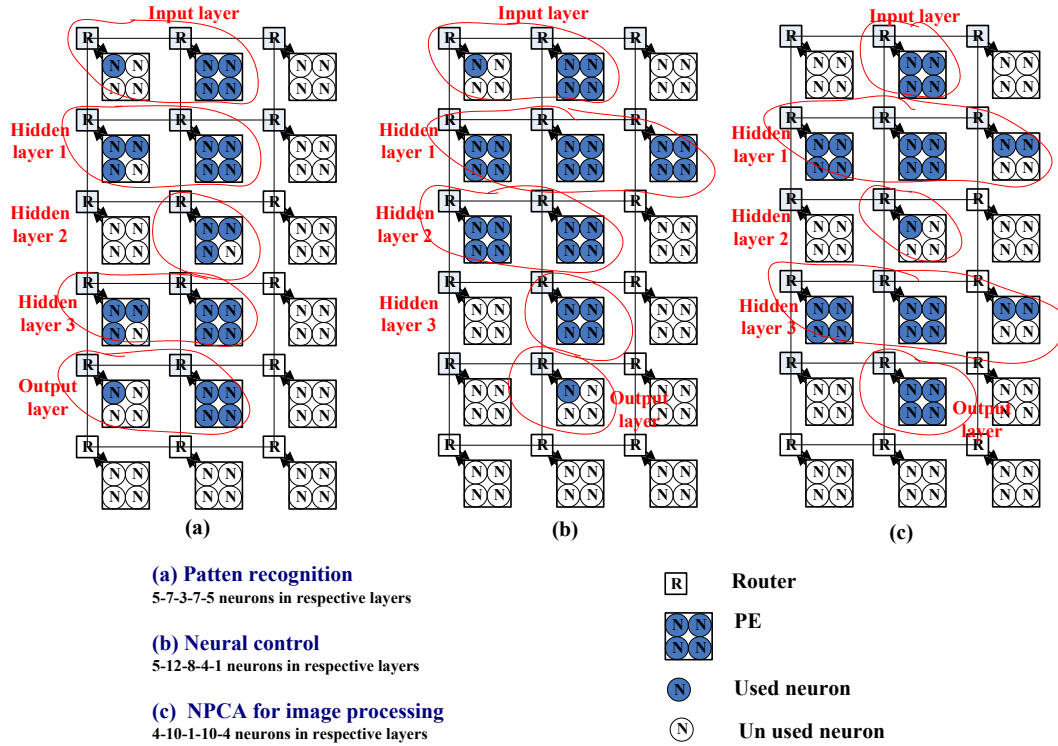 Input layer
R R R
N N N N N N
N N N N N N
Hidden
layer 1
R R R
N N N N N N
N N N N N N
Hidden
layer 2
R R R
N N N N N N
N N N N N N
Hidden
layer 3
R R R
N N N N N N
N N N N N N
Output
layer
R R R
N N N N N N
N N N N N N
R R R
N N N N N N
N N N N N N
(a)
Input layer
R R R
N N N N N N
N N N N N N
Hidden
layer 1
R R R
N N N N N N
N N N N N N
Hidden
layer 2
R R R
N N N N N N
N N N N N N
Hidden
layer 3
R R R
N N N N N N
N N N N N N
R R R
N N N N N N
N N N N N N
Output
layer
R R R
N N N N N N
N N N N N N
(b)
Input layer
R R R
N N N N N N
N N N N N N
Hidden
layer 1
R R R
N N N N N N
N N N N N N
Hidden
layer 2
R R R
N N N N N N
N N N N N N
Hidden
layer 3
R R R
N N N N N N
N N N N N N
R R R
N N N N N N
N N N N N N
Output
layer
R R R
N N N N N N
N N N N N N
(c)
(a) Patten recognition
5-7-3-7-5 neurons in respective layers
(b) Neural control
5-12-8-4-1 neurons in respective layers
(c) NPCA for image processing
4-10-1-10-4 neurons in respective layers
R Router
N N
N N
PE
N Used neuron
N Un used neuron